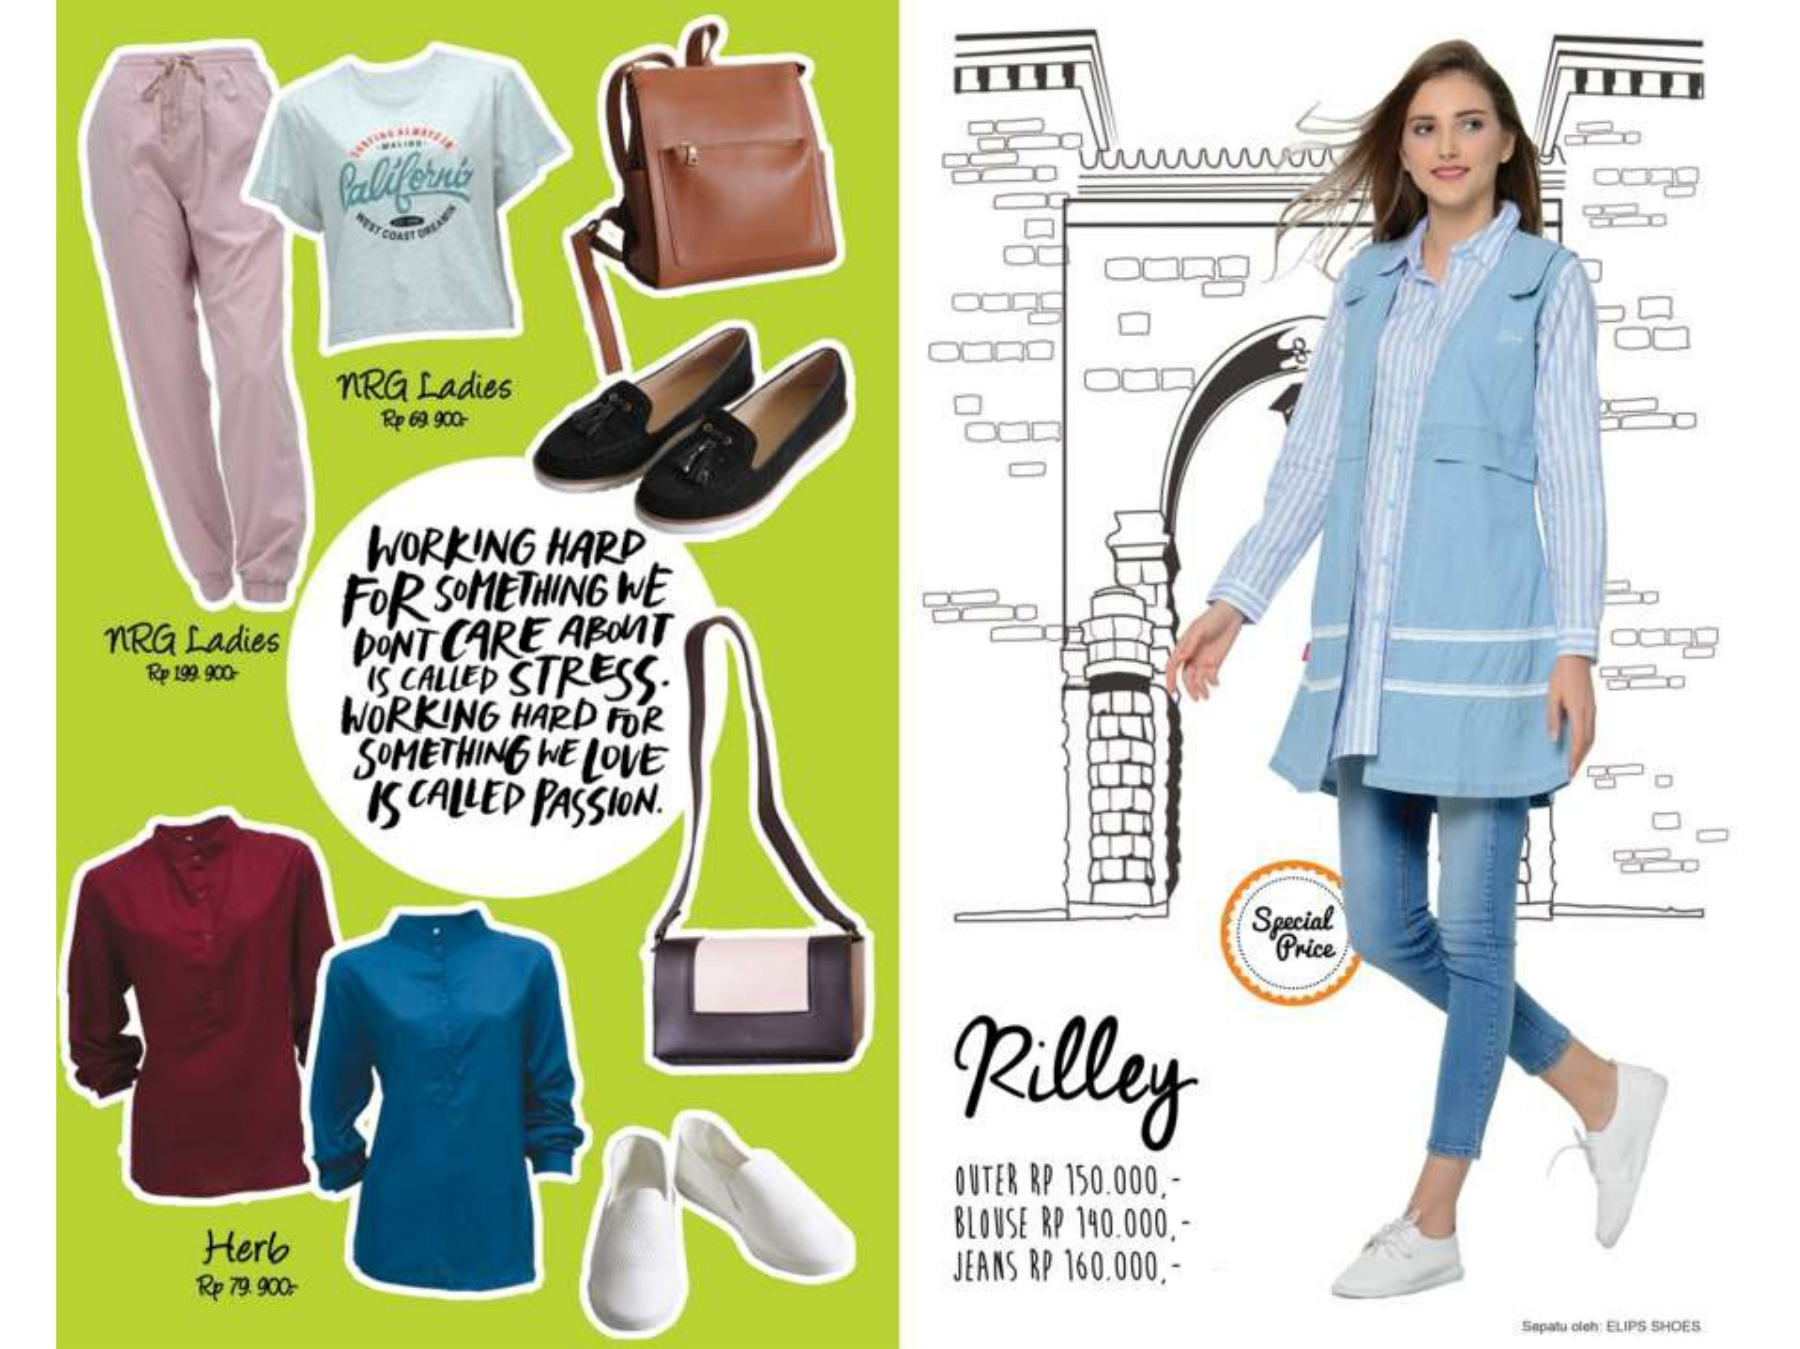 SURFING ALWAYS IN
MALIBU
California
WEST COAST DREAMIN
NRG Ladies
Rp 69. 900,-
WORKING HARD
FOR SOMETHING WE
DONT CARE ABOUT
IS CALLED STRESS.
WORKING HARD FOR
SOMETHING WE LOVE
IS CALLED PASSION.
NRG Ladies
Rp 199. 900,-
Herb
Rp 79. 900,-
Special
Price
Rilley
OUTER RP 150.000,-
BLOUSE RP 140.000,-
JEANS RP 160.000,-
Sepatu oleh: ELIPS SHOES